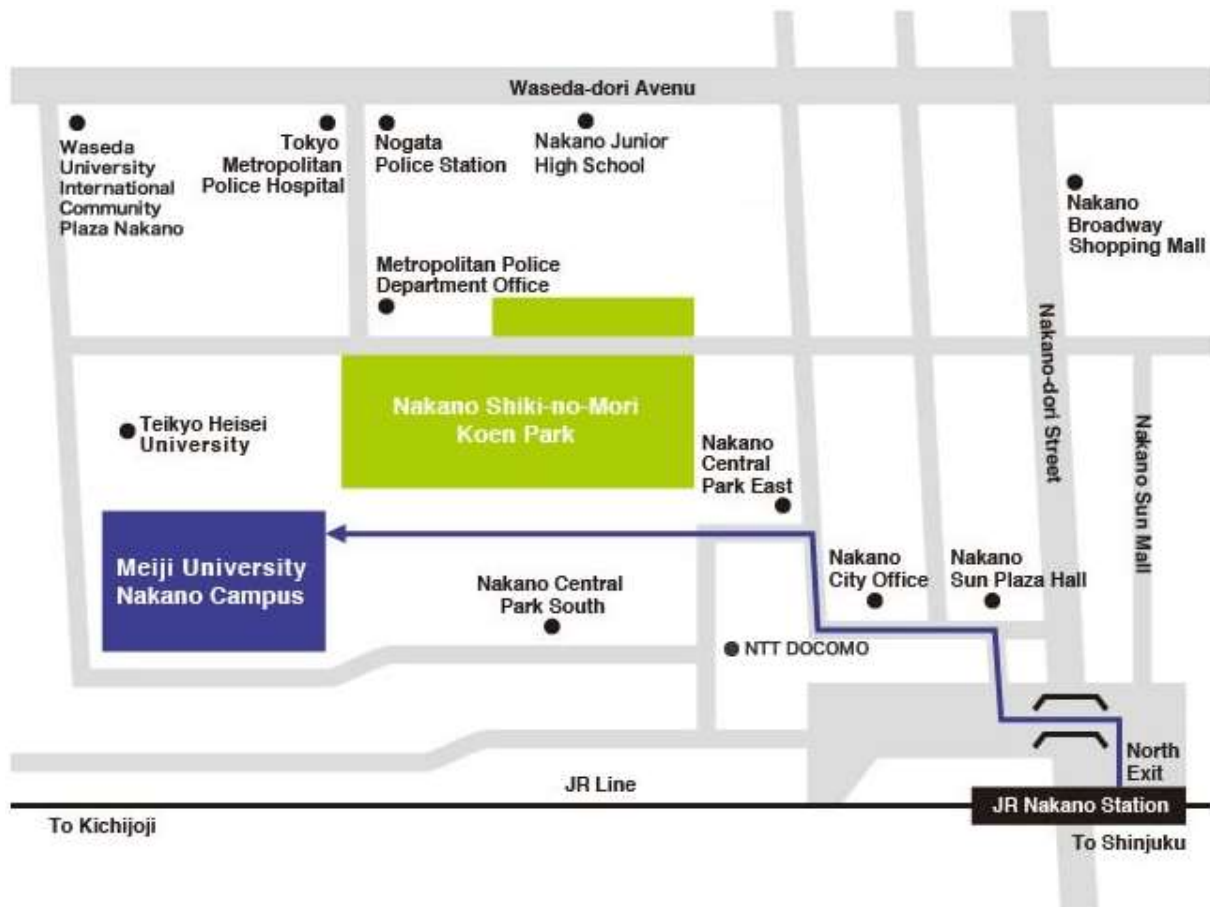 Waseda-dori Avenu
Waseda
University
International
Community
Plaza Nakano
Tokyo
Metropolitan
Police Hospital
Nogata
Police Station
Nakano Junior
High School
Nakano
Broadway
Shopping Mall
Metropolitan Police
Department Office
Nakano-dori Street
Nakano Sun Mall
Nakano Shiki-no-Mori
Koen Park
Teikyo Heisei
University
Nakano
Central
Park East
Meiji University
Nakano Campus
Nakano Central
Park South
Nakano
City Office
Nakano
Sun Plaza Hall
NTT DOCOMO
North
Exit
JR Line
JR Nakano Station
To Kichijoji
To Shinjuku